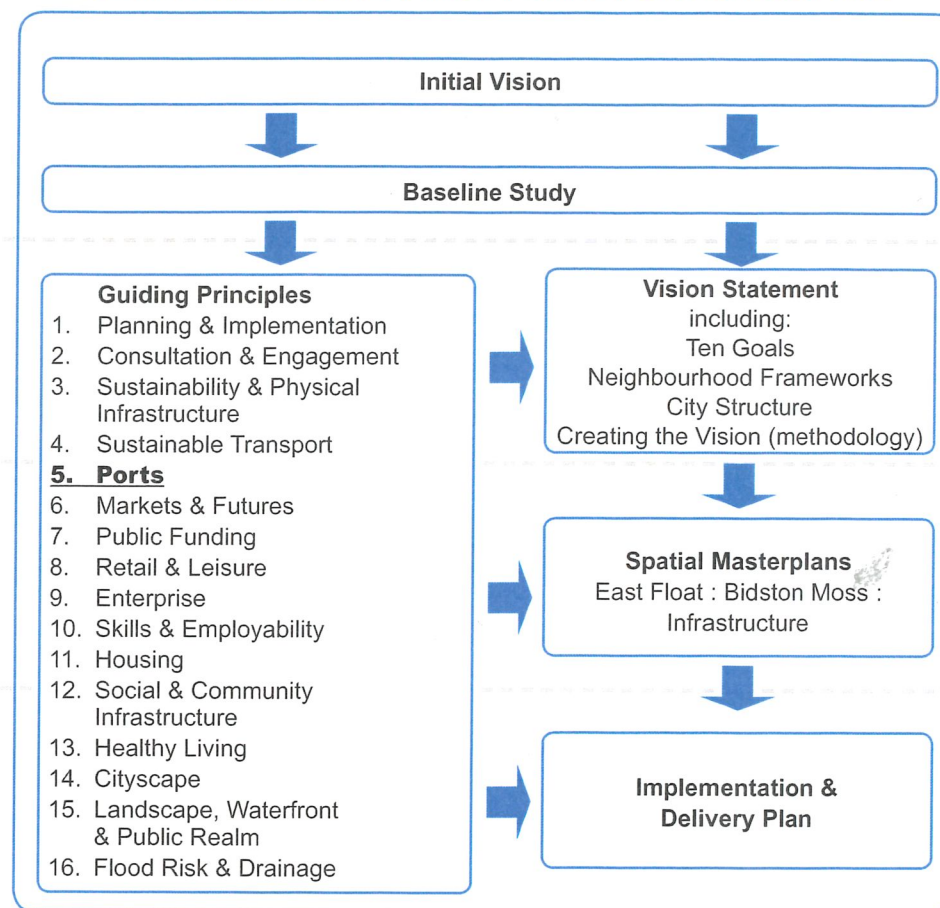 Initial Vision
Baseline Study
Guiding Principles
1. Planning & Implementation
2. Consultation & Engagement
3. Sustainability & Physical
Infrastructure
4. Sustainable Transport
5. Ports
6. Markets & Futures
7. Public Funding
8. Retail & Leisure
9. Enterprise
10. Skills & Employability
11. Housing
12. Social & Community
Infrastructure
13. Healthy Living
14. Cityscape
15. Landscape, Waterfront
& Public Realm
16. Flood Risk & Drainage
Vision Statement
including:
Ten Goals
Neighbourhood Frameworks
City Structure
Creating the Vision (methodology)
Spatial Masterplans
East Float : Bidston Moss :
Infrastructure
Implementation &
Delivery Plan